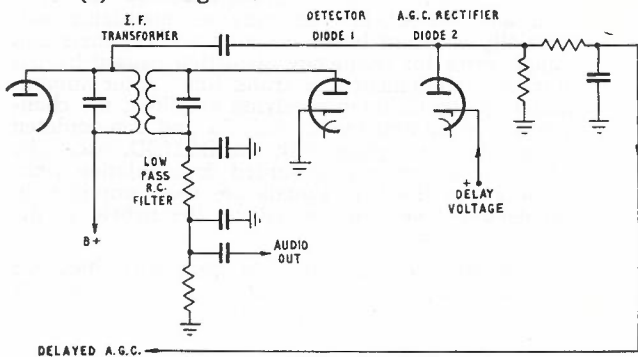 I.F.
TRANSFORMER
DETECTOR
DIODE 1
A.G.C. RECTIFIER
DIODE 2
LOW
PASS
R.C.
FILTER
B+
AUDIO
OUT
+
DELAY
VOLTAGE
DELAYED A.G.C.